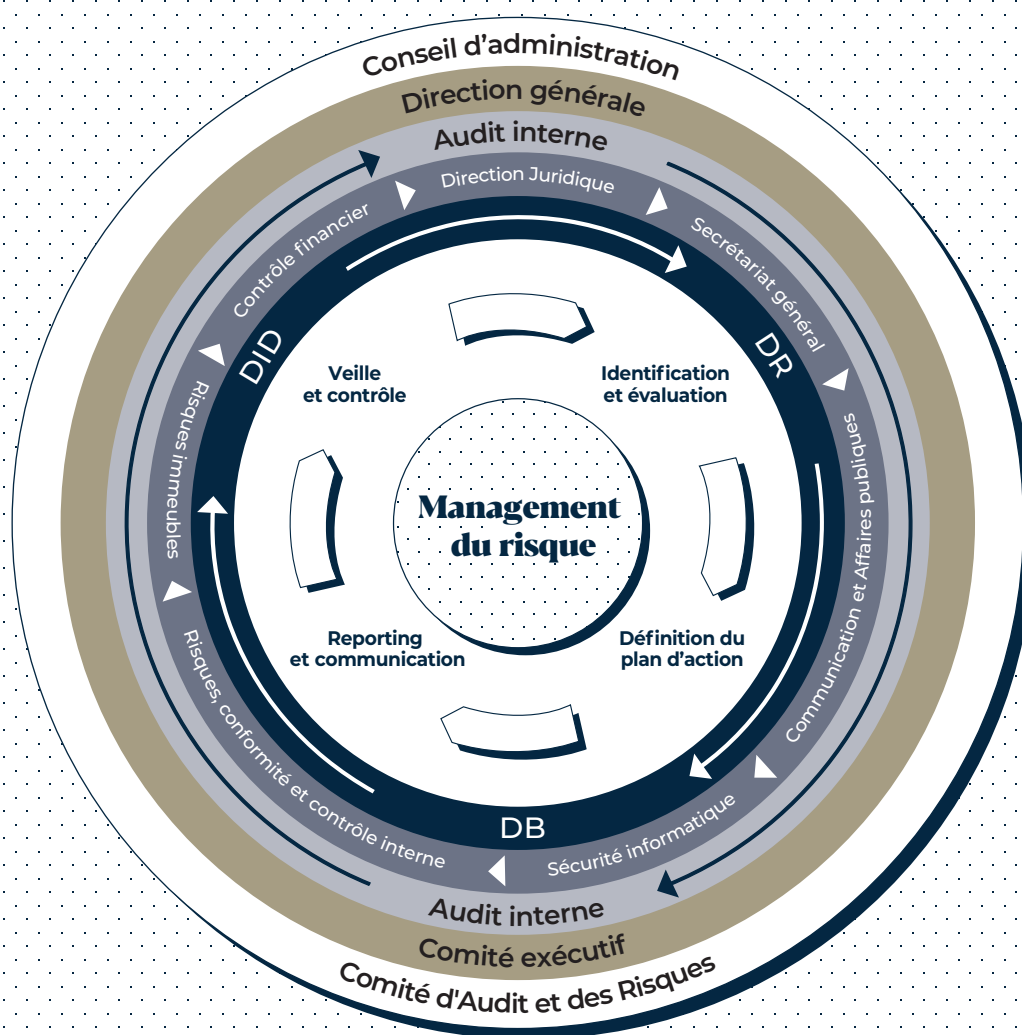 Conseil d'administration
Direction générale
Audit interne
Direction Juridique
Contrôle financier
Secrétariat général
DID
DR
Veille
et contrôle
Identification
et évaluation
Risques immeubles
Communication et Affaires publiques
Management
du risque
Reporting
et communication
Définition du
plan d'action
Risques, conformité et contrôle interne
Sécurité informatique
DB
Audit interne
Comité exécutif
Comité d'Audit et des Risques